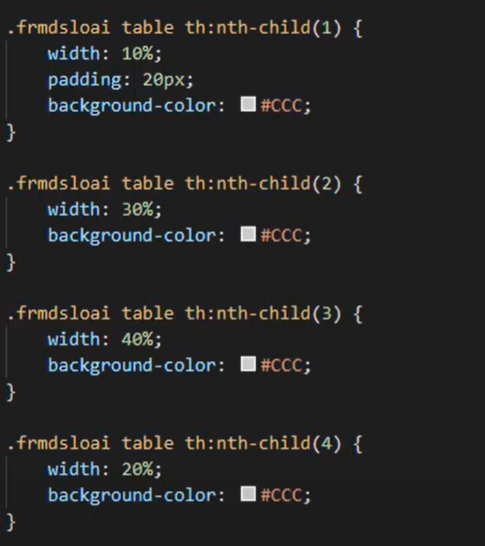 .frmdsloai table th:nth-child(1) {
    width: 10%;
    padding: 20px;
    background-color: #CCC;
}
.frmdsloai table th:nth-child(2) {
    width: 30%;
    background-color: #CCC;
}
.frmdsloai table th:nth-child(3) {
    width: 40%;
    background-color: #CCC;
}
.frmdsloai table th:nth-child(4) {
    width: 20%;
    background-color: #CCC;
}